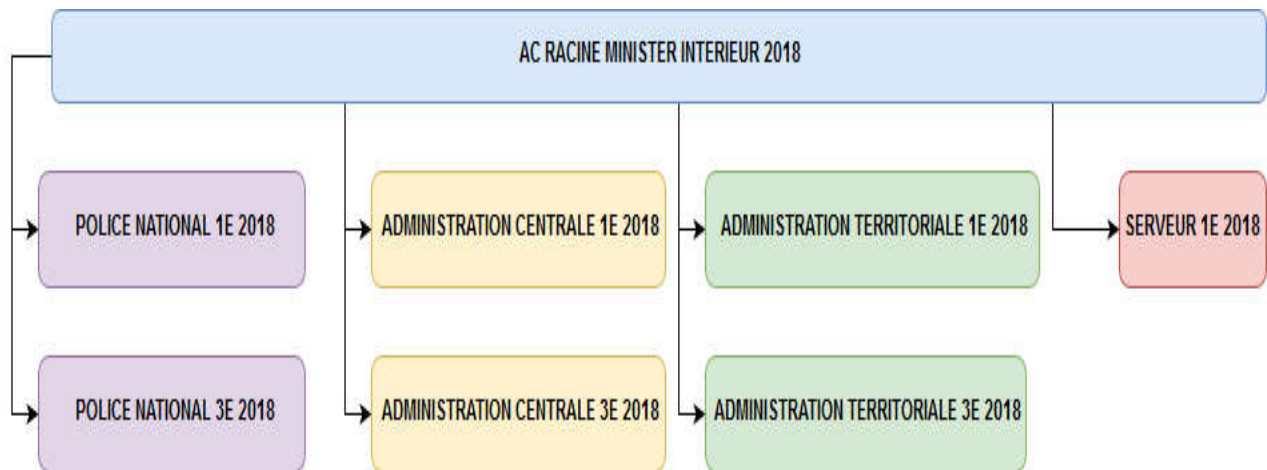 AC RACINE MINISTER INTERIEUR 2018
POLICE NATIONAL 1E 2018
ADMINISTRATION CENTRALE 1E 2018
ADMINISTRATION TERRITORIALE 1E 2018
SERVEUR 1E 2018
POLICE NATIONAL 3E 2018
ADMINISTRATION CENTRALE 3E 2018
ADMINISTRATION TERRITORIALE 3E 2018